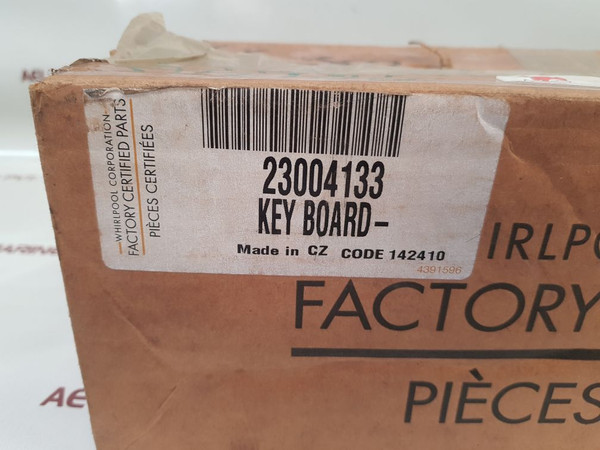 WHIRLPOOL CORPORATION
FACTORY CERTIFIED PARTS
PIÈCES CERTIFIÉES
23004133
KEY BOARD-
Made in CZ CODE 142410
4391596
IRLPO
FACTORY
PIÈCES